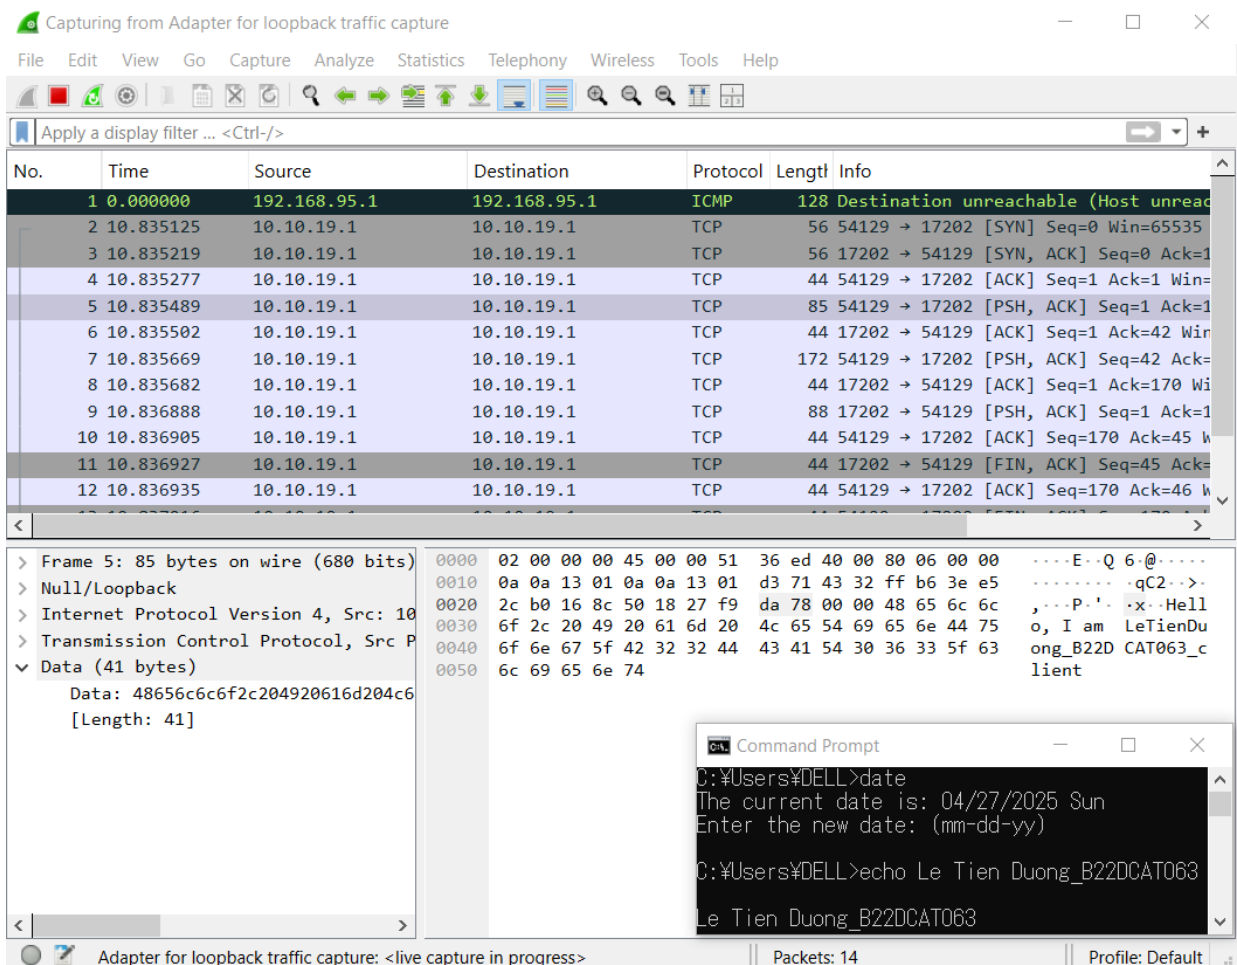 Capturing from Adapter for loopback traffic capture
File Edit View Go Capture Analyze Statistics Telephony Wireless Tools Help
Apply a display filter ... <Ctrl-/>
No. Time Source Destination Protocol Length Info
1 0.000000 192.168.95.1 192.168.95.1 ICMP 128 Destination unreachable (Host unreac
2 10.835125 10.10.19.1 10.10.19.1 TCP 56 54129 → 17202 [SYN] Seq=0 Win=65535
3 10.835219 10.10.19.1 10.10.19.1 TCP 56 17202 → 54129 [SYN, ACK] Seq=0 Ack=1
4 10.835277 10.10.19.1 10.10.19.1 TCP 44 54129 → 17202 [ACK] Seq=1 Ack=1 Win=
5 10.835489 10.10.19.1 10.10.19.1 TCP 85 54129 → 17202 [PSH, ACK] Seq=1 Ack=1
6 10.835502 10.10.19.1 10.10.19.1 TCP 44 17202 → 54129 [ACK] Seq=1 Ack=42 Win
7 10.835669 10.10.19.1 10.10.19.1 TCP 172 54129 → 17202 [PSH, ACK] Seq=42 Ack=
8 10.835682 10.10.19.1 10.10.19.1 TCP 44 17202 → 54129 [ACK] Seq=1 Ack=170 Wi
9 10.836888 10.10.19.1 10.10.19.1 TCP 88 17202 → 54129 [PSH, ACK] Seq=1 Ack=1
10 10.836905 10.10.19.1 10.10.19.1 TCP 44 54129 → 17202 [ACK] Seq=170 Ack=45 W
11 10.836927 10.10.19.1 10.10.19.1 TCP 44 17202 → 54129 [FIN, ACK] Seq=45 Ack=
12 10.836935 10.10.19.1 10.10.19.1 TCP 44 54129 → 17202 [ACK] Seq=170 Ack=46 W
Frame 5: 85 bytes on wire (680 bits)
Null/Loopback
Internet Protocol Version 4, Src: 10
Transmission Control Protocol, Src P
Data (41 bytes)
Data: 48656c6c6f2c204920616d204c6
[Length: 41]
0000 02 00 00 00 45 00 00 51 36 ed 40 00 80 06 00 00 ····E··Q 6·@·····
0010 0a 0a 13 01 0a 0a 13 01 d3 71 43 32 ff b6 3e e5 ········ ·qC2··>·
0020 2c b0 16 8c 50 18 27 f9 da 78 00 00 48 65 6c 6c ,···P·'· ·x··Hell
0030 6f 2c 20 49 20 61 6d 20 4c 65 54 69 65 6e 44 75 o, I am LeTienDu
0040 6f 6e 67 5f 42 32 32 44 43 41 54 30 36 33 5f 63 ong_B22D CAT063_c
0050 6c 69 65 6e 74 lient
Command Prompt
C:¥Users¥DELL>date
The current date is: 04/27/2025 Sun
Enter the new date: (mm-dd-yy)
C:¥Users¥DELL>echo Le Tien Duong_B22DCAT063
Le Tien Duong_B22DCAT063
Adapter for loopback traffic capture: <live capture in progress>
Packets: 14
Profile: Default